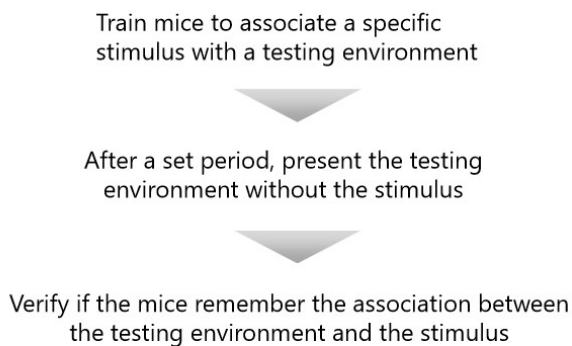 Train mice to associate a specific
stimulus with a testing environment
After a set period, present the testing
environment without the stimulus
Verify if the mice remember the association between
the testing environment and the stimulus